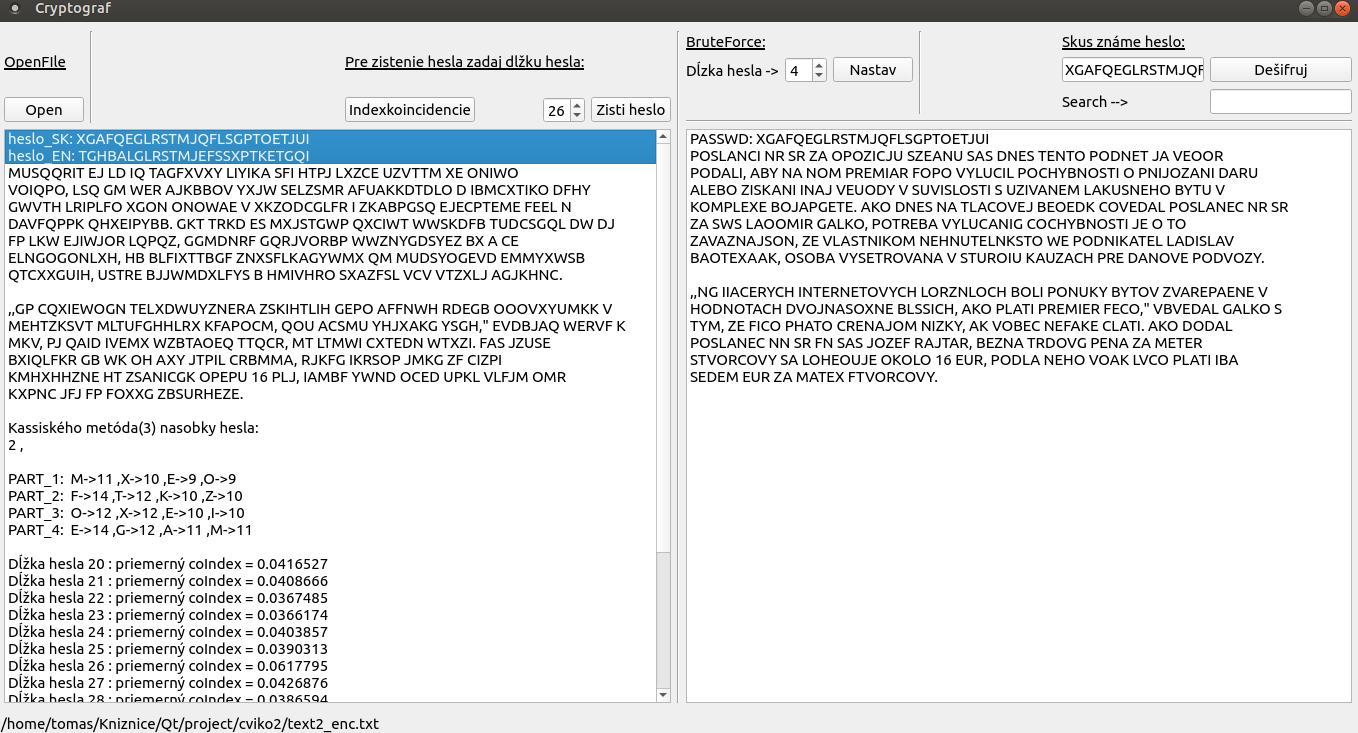 Cryptograf
OpenFIle
Open
Pre zistenie hesla zadaj dĺžku hesla:
Indexkoincidencie
26
Zisti heslo
BruteForce:
Dĺzka hesla -> 4
Nastav
Skus známe heslo:
XGAFQEGLRSTMJQF
Dešifruj
Search -->
heslo_SK: XGAFQEGLRSTMJQFLSGPTOETJUI
heslo_EN: TGHBALGLRSTMJEFSSXPTKETGQI
MUSQQRIT EJ LD IQ TAGFXVXY LIYIKA SFI HTPJ LXZCE UZVTTM XE ONIWO
VOIQPO, LSQ GM WER AJKBBOV YXJW SELZSMR AFUAKKDTDLO D IBMCXTIKO DFHY
GWVTH LRIPLFO XGON ONOWAE V XKZODCGLFR I ZKABPGSQ EJECPTEME FEEL N
DAVFQPPK QHXEIPYBB. GKT TRKD ES MXJSTGWP QXCIWT WWSKDFB TUDCSGQL DW DJ
FP LKW EJIWJOR LQPQZ, GGMDNRF GQRJVORBP WWZNYGDSYEZ BX A CE
ELNGOGONLXH, HB BLFIXTTBGF ZNXSFLKAGYWMX QM MUDSYOGEVD EMMYXWSB
QTCXXGUIH, USTRE BJJWMDXLFYS B HMIVHRO SXAZFSL VCV VTZXLJ AGJKHNC.
,,GP CQXIEWOGN TELXDWUYZNERA ZSKIHTLIH GEPO AFFNWH RDEGB OOOVXYUMKK V
MEHTZKSVT MLTUFGHHLRX KFAPOCM, QOU ACSMU YHJXAKG YSGH," EVDBJAQ WERVF K
MKV, PJ QAID IVEMX WZBTAOEQ TTQCR, MT LTMWI CXTEDN WTXZI. FAS JZUSE
BXIQLFKR GB WK OH AXY JTPIL CRBMMA, RJKFG IKRSOP JMKG ZF CIZPI
KMHXHHZNE HT ZSANICGK OPEPU 16 PLJ, IAMBF YWND OCED UPKL VLFJM OMR
KXPNC JFJ FP FOXXG ZBSURHEZE.
Kassiského metóda(3) nasobky hesla:
2 ,
PART_1:  M->11 ,X->10 ,E->9 ,O->9
PART_2:  F->14 ,T->12 ,K->10 ,Z->10
PART_3:  O->12 ,X->12 ,E->10 ,I->10
PART_4:  E->14 ,G->12 ,A->11 ,M->11
Dĺžka hesla 20 : priemerný coIndex = 0.0416527
Dĺžka hesla 21 : priemerný coIndex = 0.0408666
Dĺžka hesla 22 : priemerný coIndex = 0.0367485
Dĺžka hesla 23 : priemerný coIndex = 0.0366174
Dĺžka hesla 24 : priemerný coIndex = 0.0403857
Dĺžka hesla 25 : priemerný coIndex = 0.0390313
Dĺžka hesla 26 : priemerný coIndex = 0.0617795
Dĺžka hesla 27 : priemerný coIndex = 0.0426876
Dĺžka hesla 28 : priemerný coIndex = 0.0386594
PASSWD: XGAFQEGLRSTMJQFLSGPTOETJUI
POSLANCI NR SR ZA OPOZICJU SZEANU SAS DNES TENTO PODNET JA VEOOR
PODALI, ABY NA NOM PREMIAR FOPO VYLUCIL POCHYBNOSTI O PNIJOZANI DARU
ALEBO ZISKANI INAJ VEUODY V SUVISLOSTI S UZIVANEM LAKUSNEHO BYTU V
KOMPLEXE BOJAPGETE. AKO DNES NA TLACOVEJ BEOEDK COVEDAL POSLANEC NR SR
ZA SWS LAOOMIR GALKO, POTREBA VYLUCANIG COCHYBNOSTI JE O TO
ZAVAZNAJSON, ZE VLASTNIKOM NEHNUTELNKSTO WE PODNIKATEL LADISLAV
BAOTEXAAK, OSOBA VYSETROVANA V STUROIU KAUZACH PRE DANOVE PODVOZY.
,,NG IIACERYCH INTERNETOVYCH LORZNLOCH BOLI PONUKY BYTOV ZVAREPAENE V
HODNOTACH DVOJNASOXNE BLSSICH, AKO PLATI PREMIER FECO," VBVEDAL GALKO S
TYM, ZE FICO PHATO CRENAJOM NIZKY, AK VOBEC NEFAKE CLATI. AKO DODAL
POSLANEC NN SR FN SAS JOZEF RAJTAR, BEZNA TRDOVG PENA ZA METER
STVORCOVY SA LOHEOUJE OKOLO 16 EUR, PODLA NEHO VOAK LVCO PLATI IBA
SEDEM EUR ZA MATEX FTVORCOVY.
/home/tomas/Kniznice/Qt/project/cviko2/text2_enc.txt